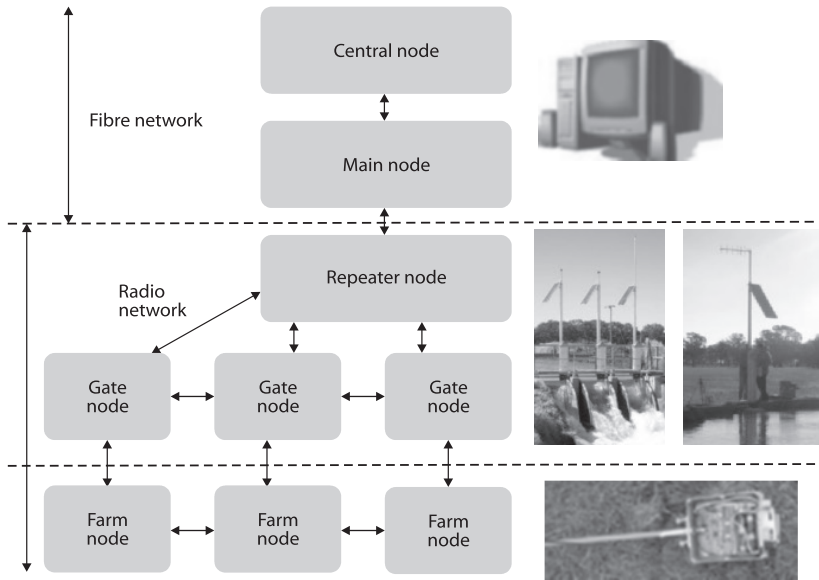 Central node
Fibre network
Main node
Repeater node
Radio
network
Gate
node
Gate
node
Gate
node
Farm
node
Farm
node
Farm
node